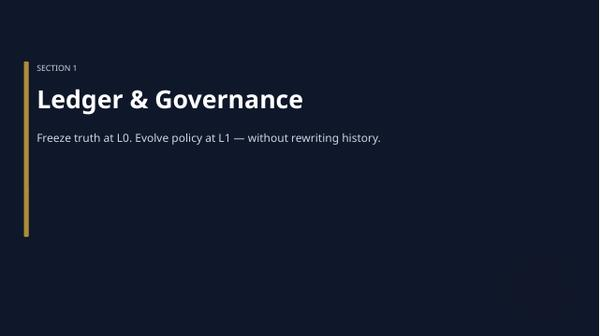 SECTION 1
Ledger & Governance
Freeze truth at L0. Evolve policy at L1 — without rewriting history.